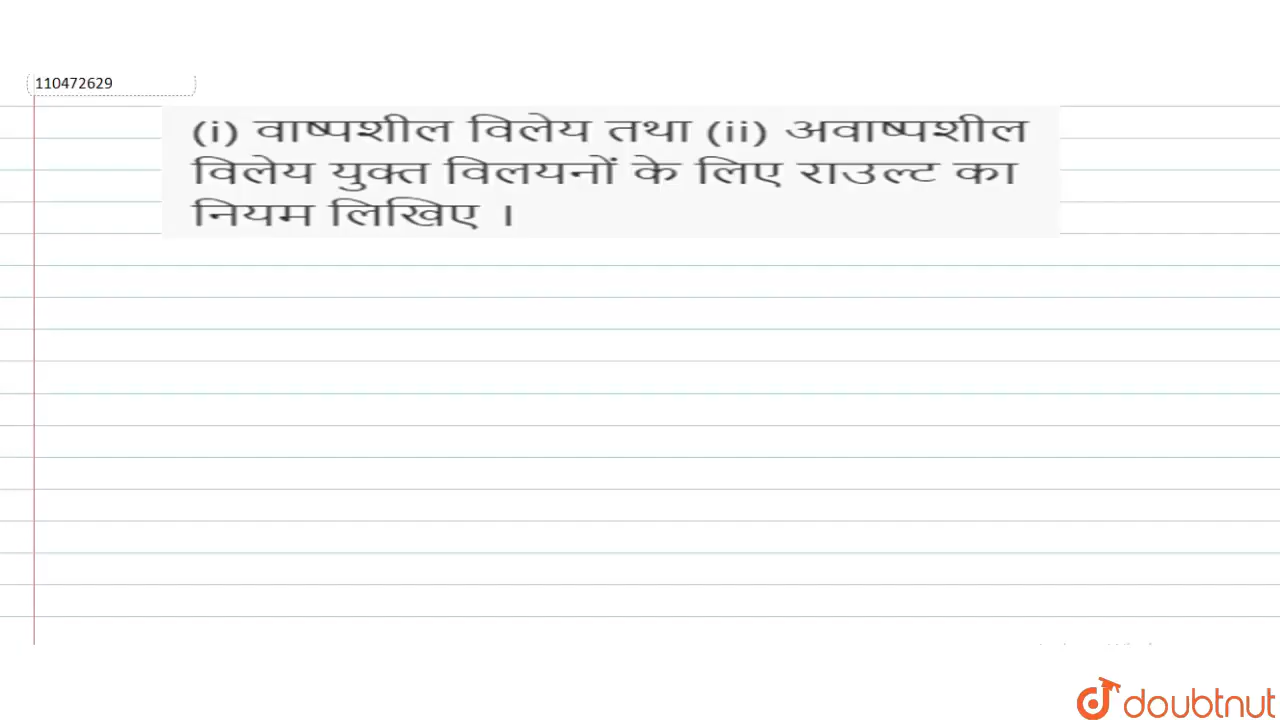 110472629
(i) वाष्पशील विलेय तथा (ii) अवाष्पशील
विलेय युक्त विलयनों के लिए राउल्ट का
नियम लिखिए ।
doubtnut